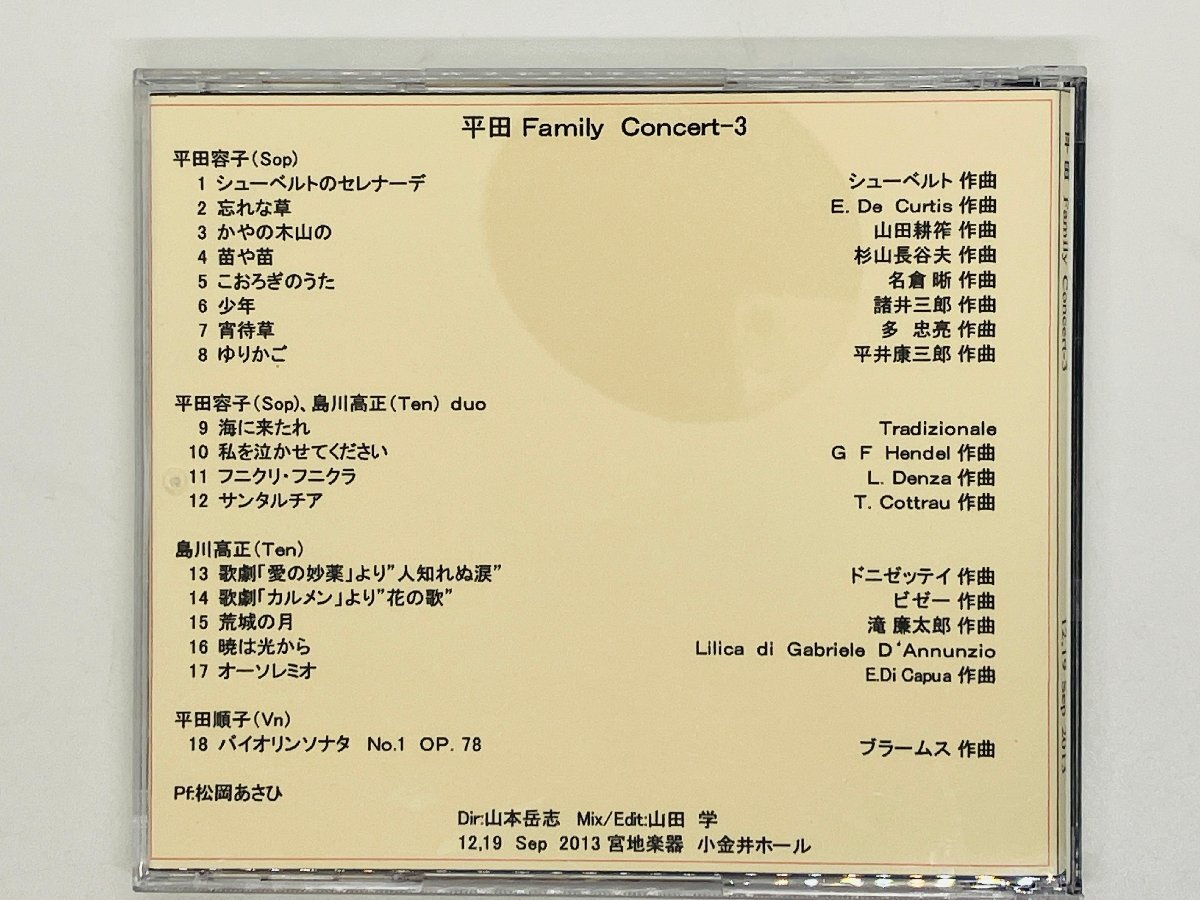 平田 Family Concert-3
平田容子(Sop)
1 シューベルトのセレナーデ シューベルト 作曲
2 忘れな草 E. De Curtis 作曲
3 かやの木山の 山田耕筰 作曲
4 苗や苗 杉山長谷夫 作曲
5 こおろぎのうた 名倉 晰 作曲
6 少年 諸井三郎 作曲
7 宵待草 多 忠亮 作曲
8 ゆりかご 平井康三郎 作曲
平田容子(Sop)、島川高正(Ten) duo
9 海に来たれ Tradizionale
10 私を泣かせてください G F Hendel 作曲
11 フニクリ・フニクラ L. Denza 作曲
12 サンタルチア T. Cottrau 作曲
島川高正(Ten)
13 歌劇「愛の妙薬」より”人知れぬ涙” ドニゼッテイ 作曲
14 歌劇「カルメン」より”花の歌” ビゼー 作曲
15 荒城の月 滝 廉太郎 作曲
16 暁は光から Lilica di Gabriele D‘Annunzio
17 オーソレミオ E.Di Capua 作曲
平田順子(Vn)
18 バイオリンソナタ No.1 OP. 78 ブラームス 作曲
Pf:松岡あさひ
Dir:山本岳志 Mix/Edit:山田 学
12,19 Sep 2013 宮地楽器 小金井ホール
平田 Family Concert-3
12,19 Sep 2013